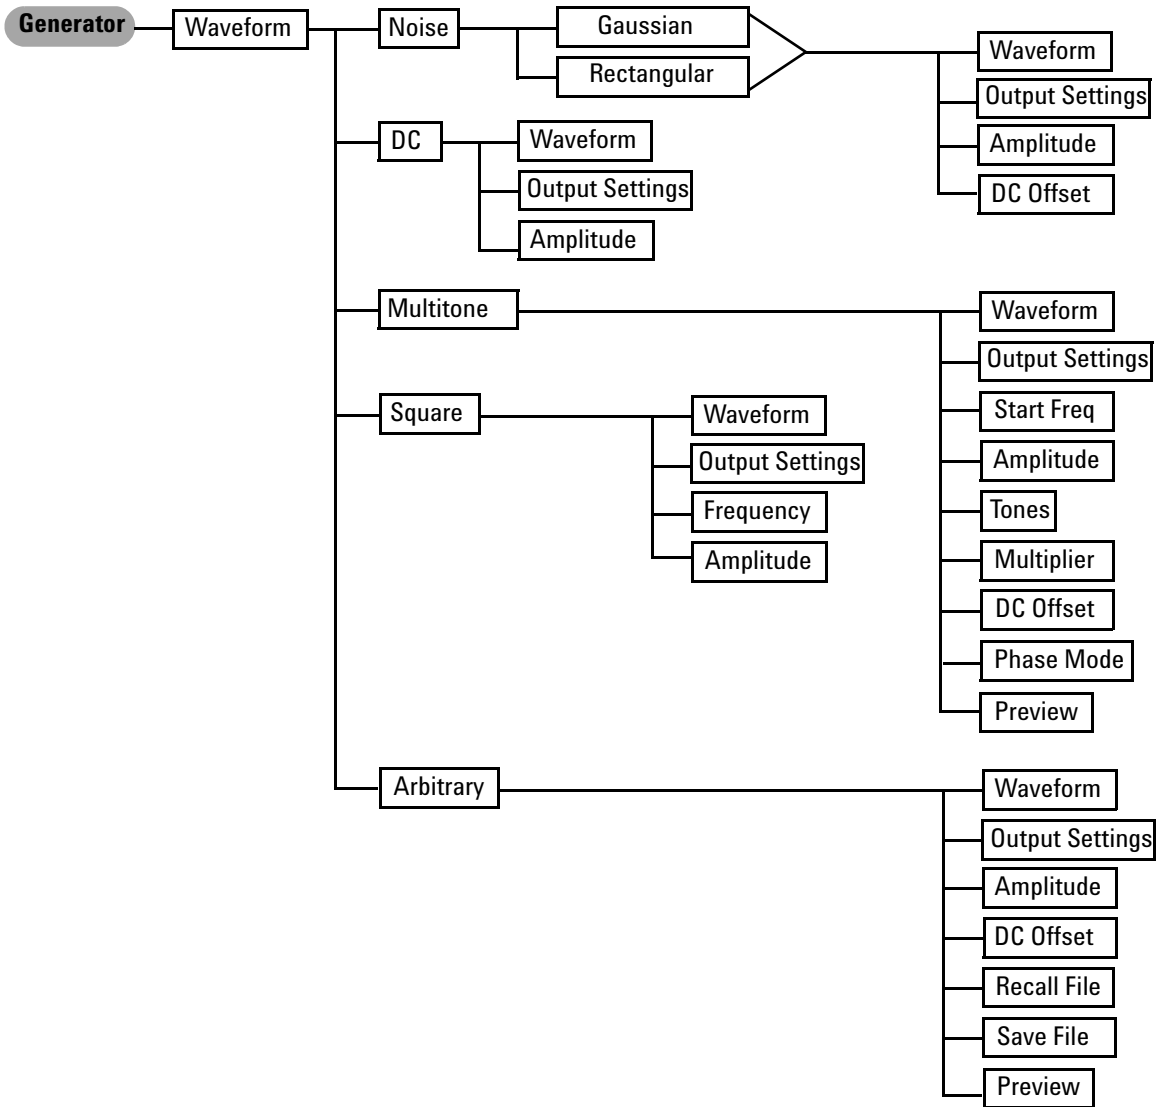 Generator
Waveform
Noise
Gaussian
Rectangular
Waveform
Output Settings
Amplitude
DC Offset
DC
Waveform
Output Settings
Amplitude
Multitone
Waveform
Output Settings
Start Freq
Amplitude
Tones
Multiplier
DC Offset
Phase Mode
Preview
Square
Waveform
Output Settings
Frequency
Amplitude
Arbitrary
Waveform
Output Settings
Amplitude
DC Offset
Recall File
Save File
Preview